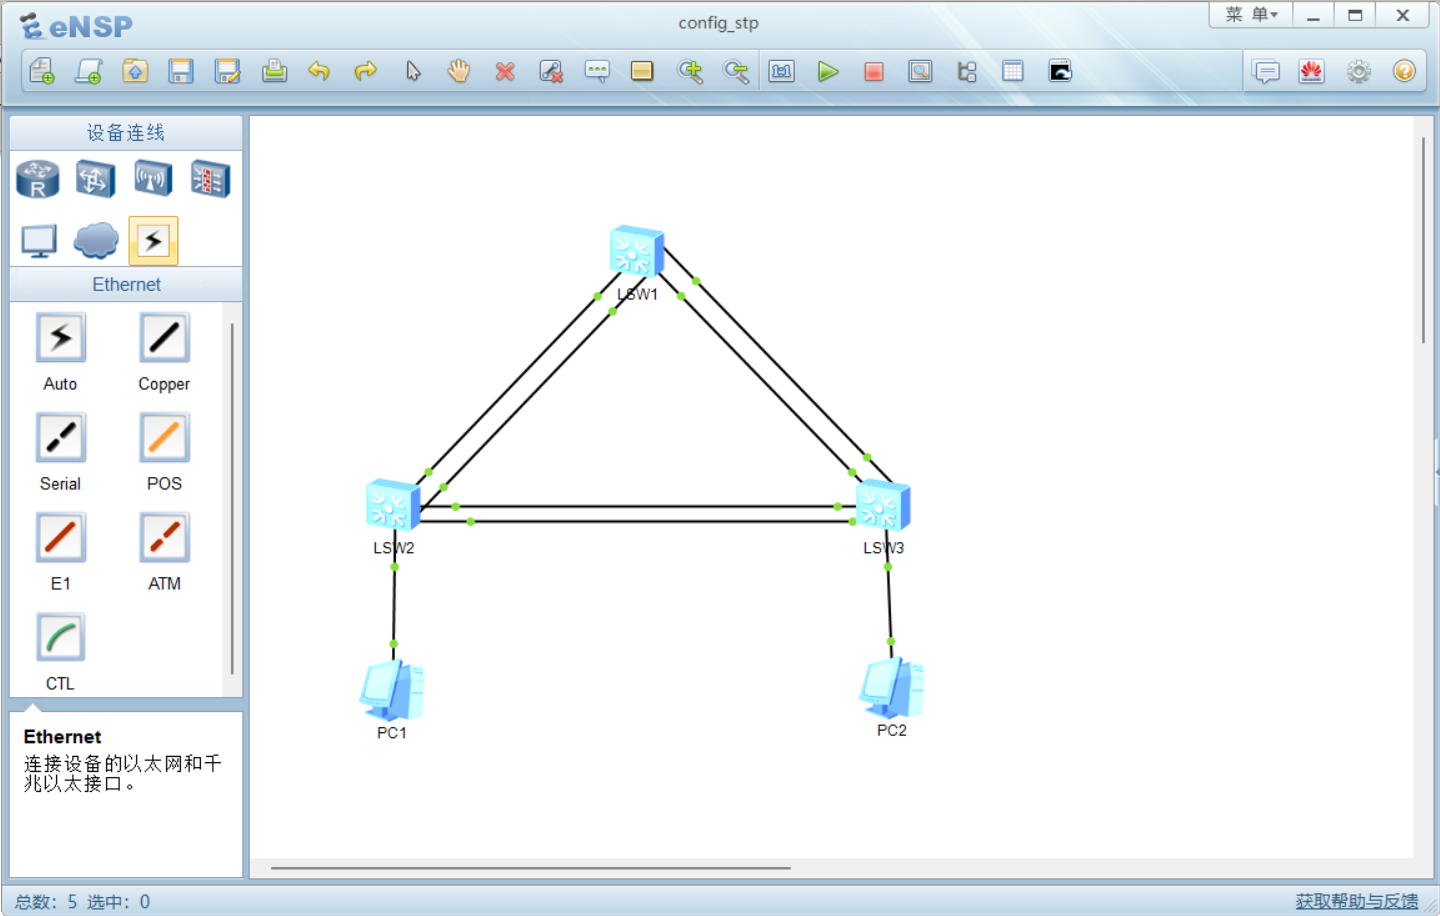 eNSP
config_stp
菜 单
设备连线
R
Ethernet
Auto
Copper
Serial
POS
E1
ATM
CTL
Ethernet
连接设备的以太网和千
兆以太接口。
1:1
LSW1
LSW2
LSW3
PC1
PC2
总数: 5 选中: 0
获取帮助与反馈